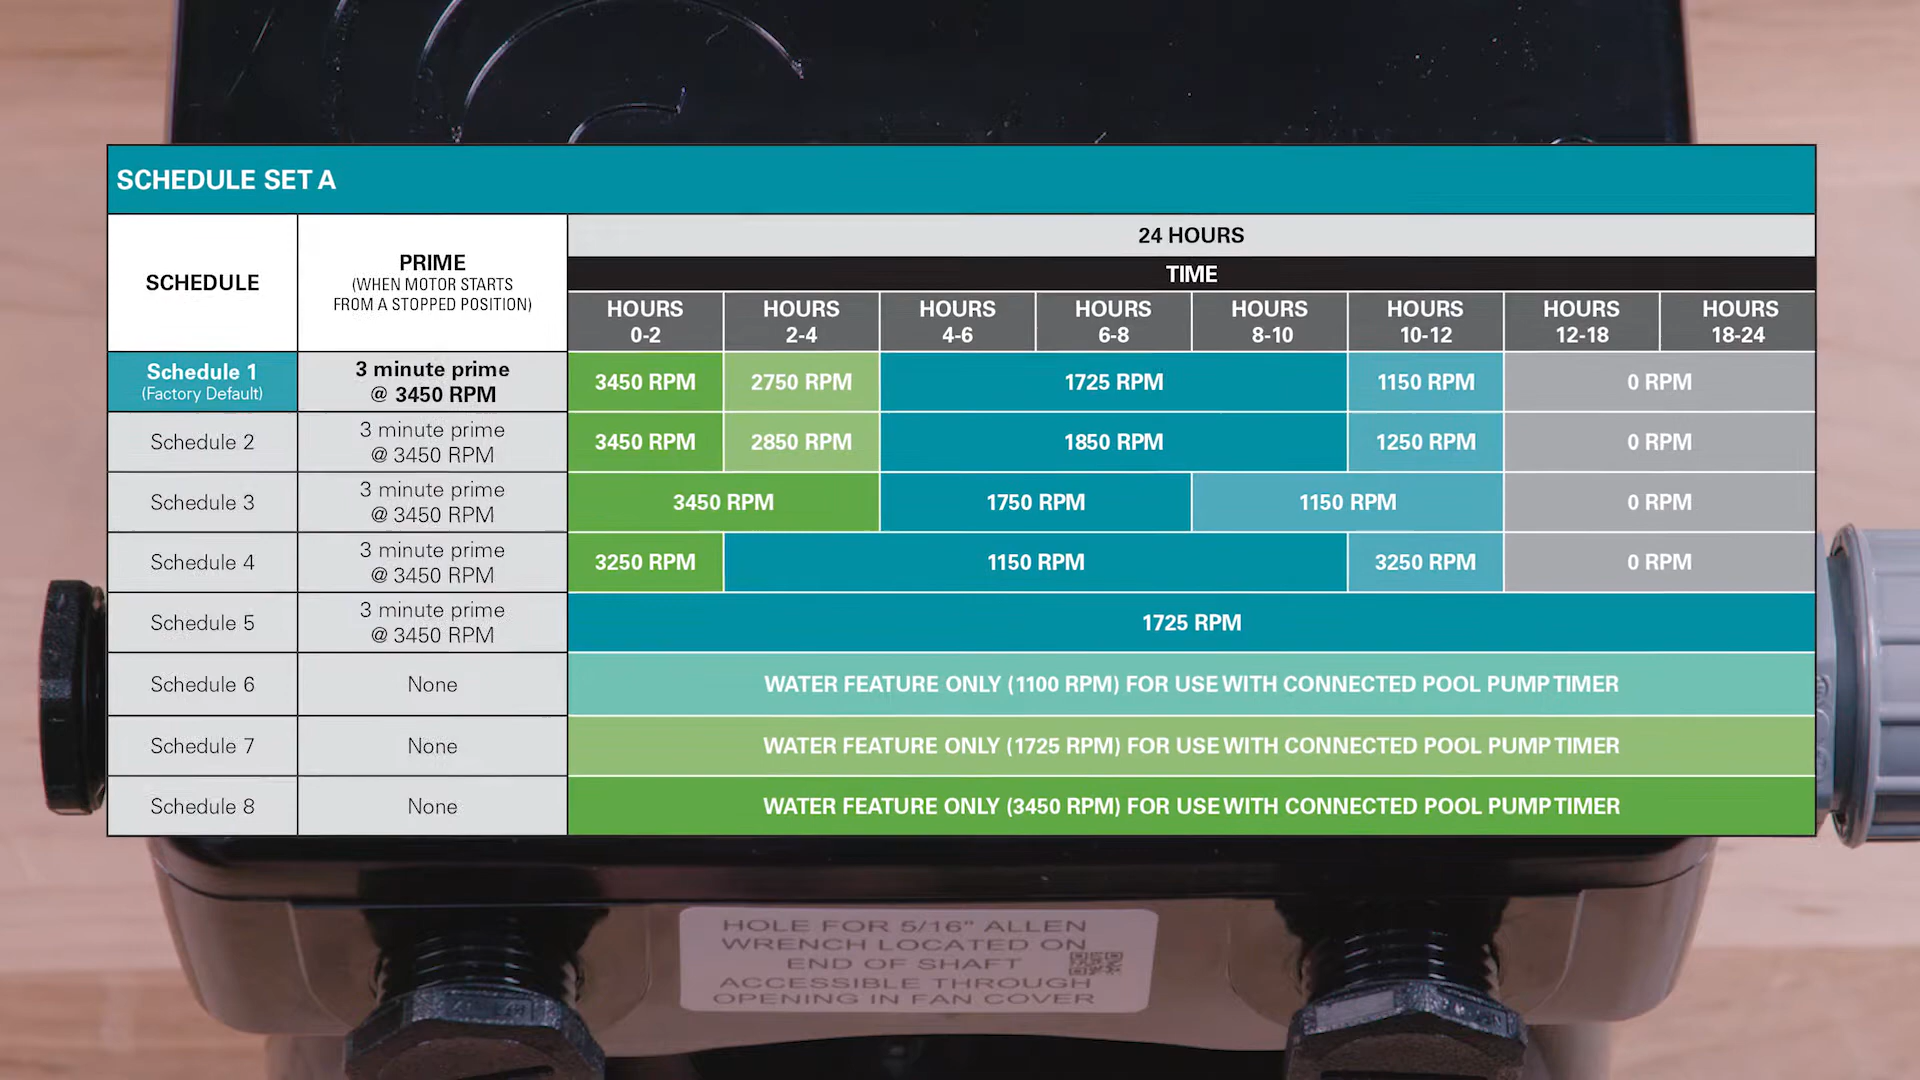 SCHEDULE SET A
SCHEDULE
PRIME
(WHEN MOTOR STARTS
FROM A STOPPED POSITION)
24 HOURS
TIME
HOURS
0-2
HOURS
2-4
HOURS
4-6
HOURS
6-8
HOURS
8-10
HOURS
10-12
HOURS
12-18
HOURS
18-24
Schedule 1
(Factory Default)
3 minute prime
@ 3450 RPM
3450 RPM
2750 RPM
1725 RPM
1150 RPM
0 RPM
Schedule 2
3 minute prime
@ 3450 RPM
3450 RPM
2850 RPM
1850 RPM
1250 RPM
0 RPM
Schedule 3
3 minute prime
@ 3450 RPM
3450 RPM
1750 RPM
1150 RPM
0 RPM
Schedule 4
3 minute prime
@ 3450 RPM
3250 RPM
1150 RPM
3250 RPM
0 RPM
Schedule 5
3 minute prime
@ 3450 RPM
1725 RPM
Schedule 6
None
WATER FEATURE ONLY (1100 RPM) FOR USE WITH CONNECTED POOL PUMP TIMER
Schedule 7
None
WATER FEATURE ONLY (1725 RPM) FOR USE WITH CONNECTED POOL PUMP TIMER
Schedule 8
None
WATER FEATURE ONLY (3450 RPM) FOR USE WITH CONNECTED POOL PUMP TIMER
HOLE FOR 5/16" ALLEN
WRENCH LOCATED ON
END OF SHAFT
ACCESSIBLE THROUGH
OPENING IN FAN COVER